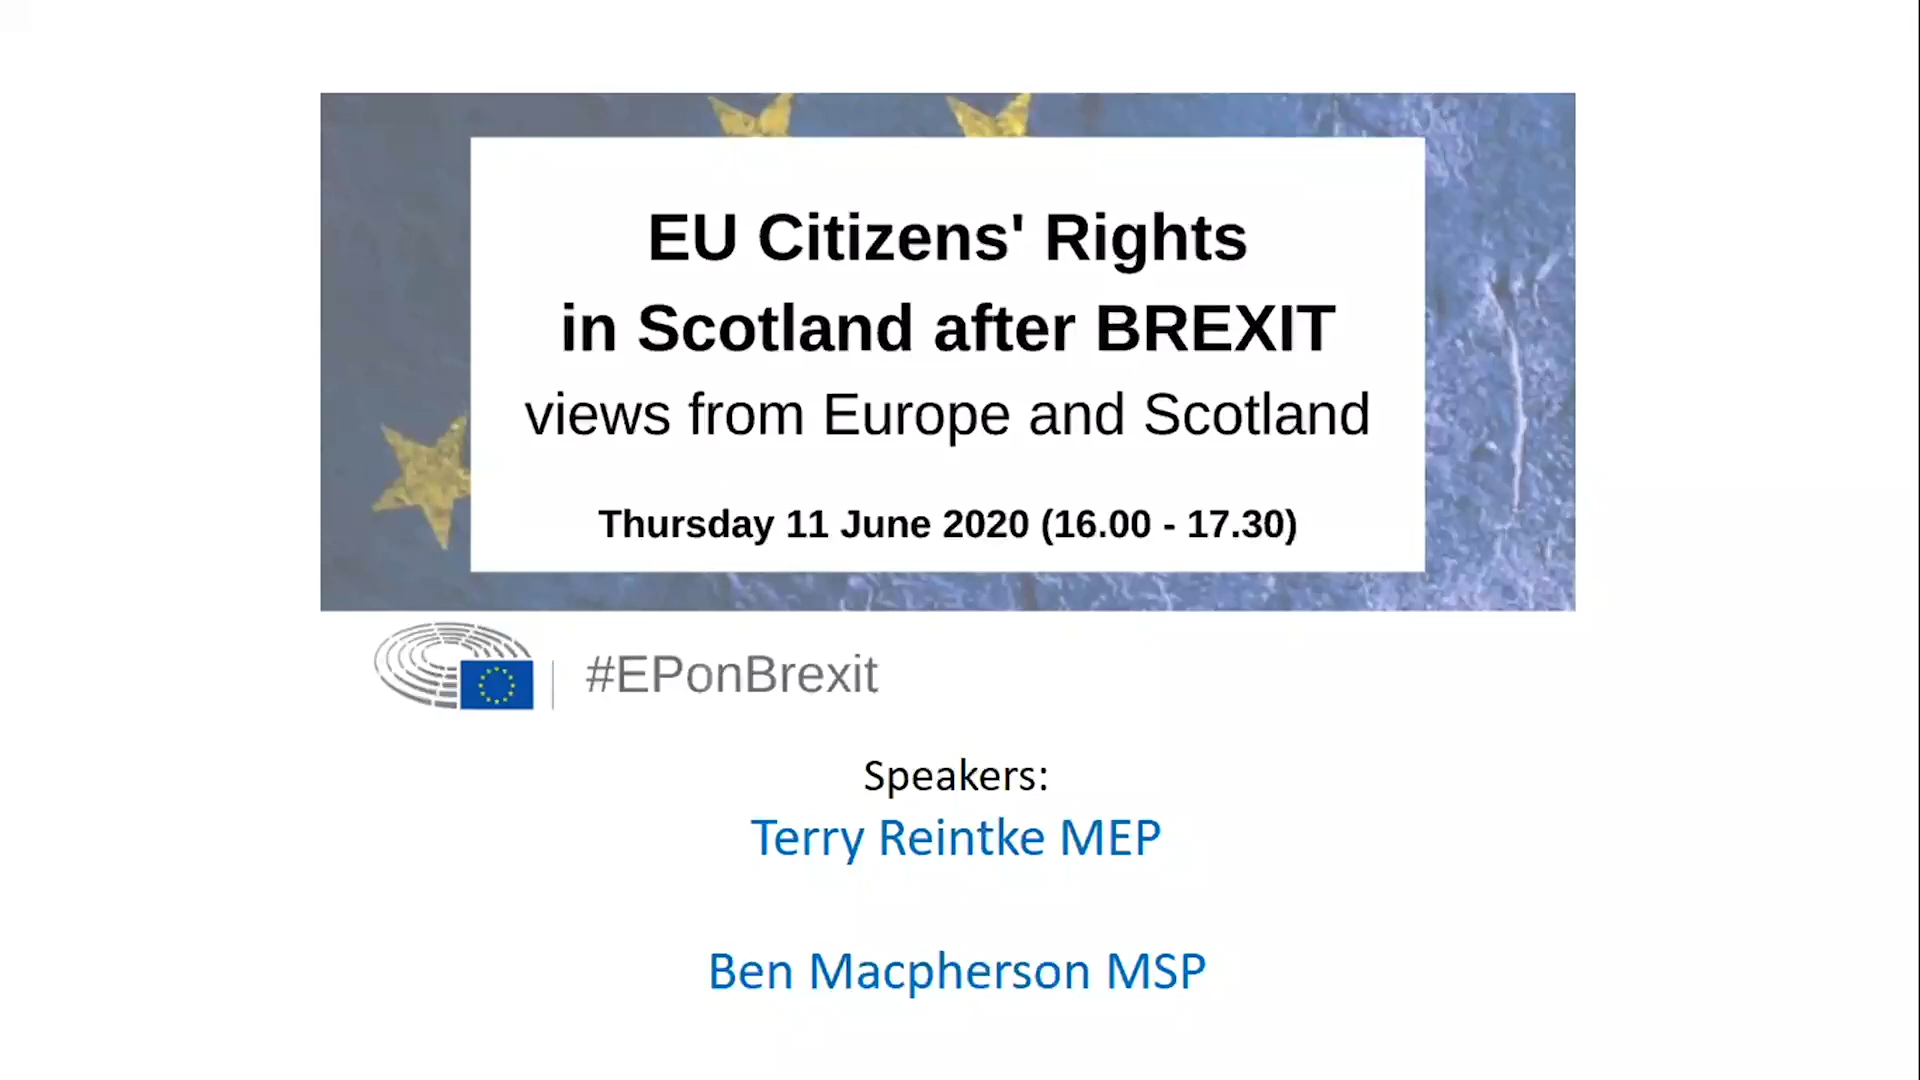 EU Citizens' Rights
in Scotland after BREXIT
views from Europe and Scotland
Thursday 11 June 2020 (16.00 - 17.30)
#EPonBrexit
Speakers:
Terry Reintke MEP
Ben Macpherson MSP